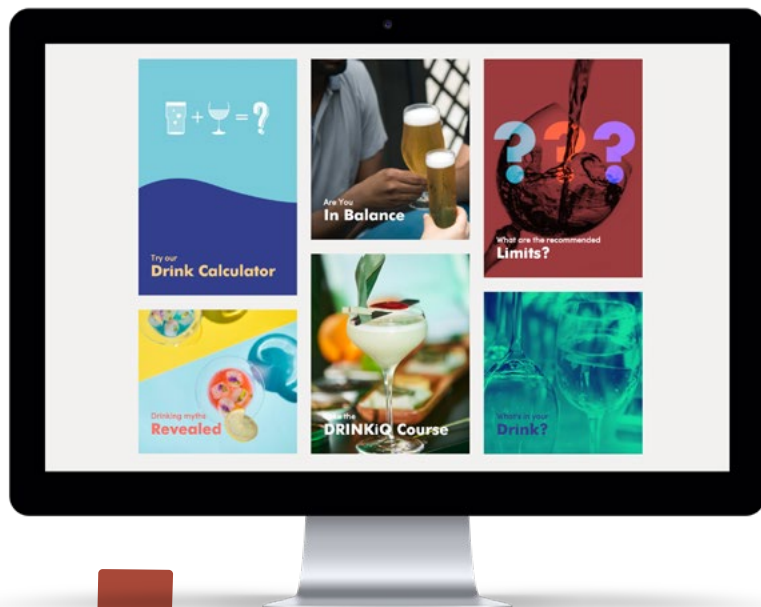 + = ?
Try our
Drink Calculator
Are You
In Balance
? ? ?
What are the recommended
Limits?
Drinking myths
Revealed
the
DRINKiQ Course
What's in your
Drink?